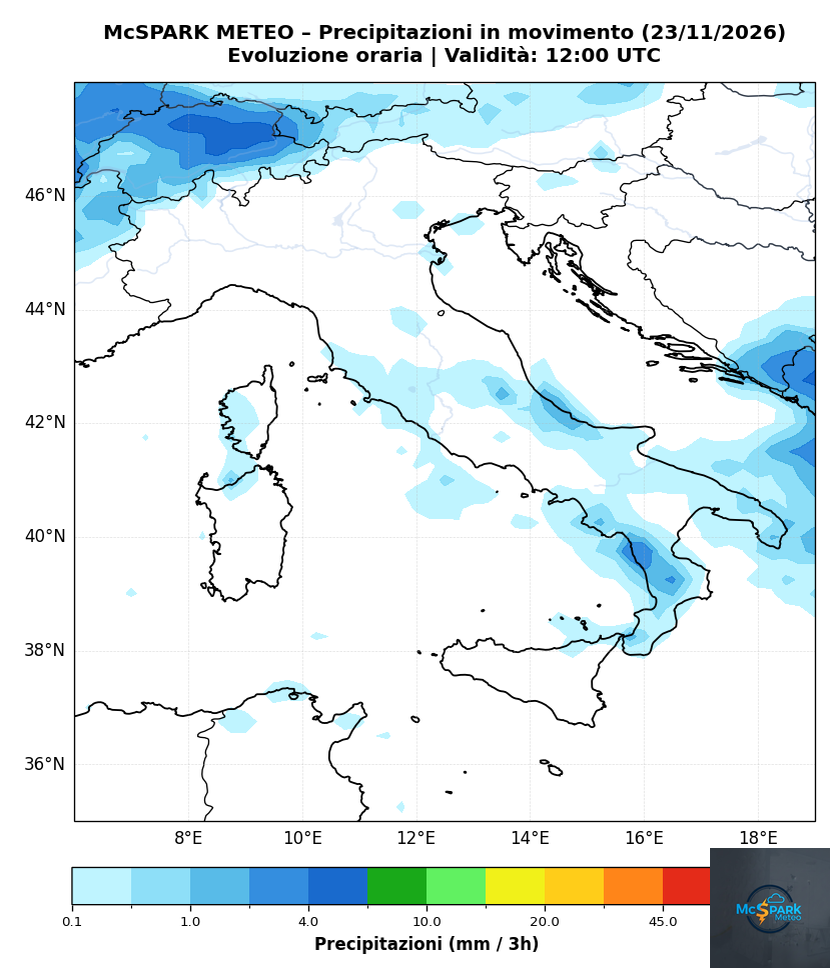 McSPARK METEO – Precipitazioni in movimento (23/11/2026)
Evoluzione oraria | Validità: 12:00 UTC
46°N
44°N
42°N
40°N
38°N
36°N
8°E 10°E 12°E 14°E 16°E 18°E
0.1 1.0 4.0 10.0 20.0 45.0
Precipitazioni (mm / 3h)
McSPARK
Meteo